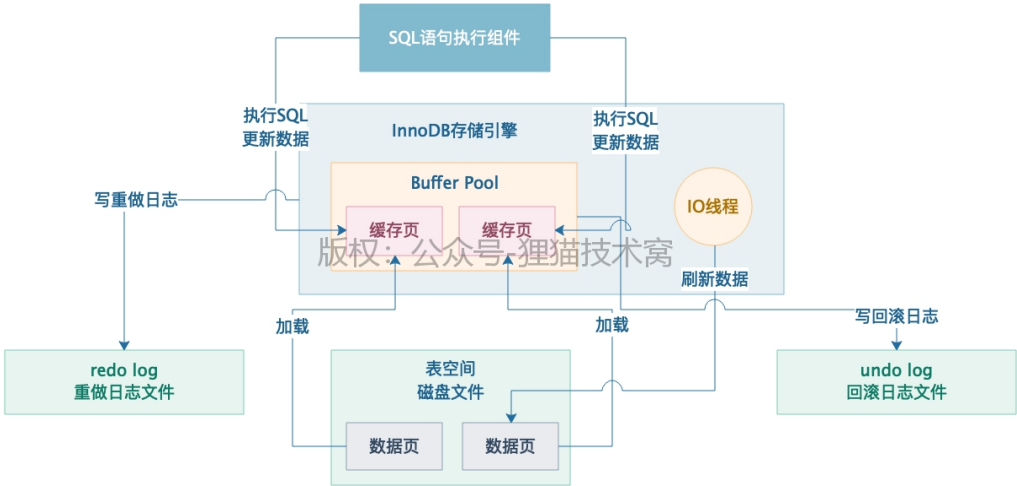 SQL语句执行组件
执行SQL
更新数据
执行SQL
更新数据
InnoDB存储引擎
Buffer Pool
写重做日志
IO线程
缓存页
缓存页
版权：公众号-狸猫技术窝
刷新数据
加载
加载
写回滚日志
redo log
重做日志文件
表空间
磁盘文件
undo log
回滚日志文件
数据页
数据页